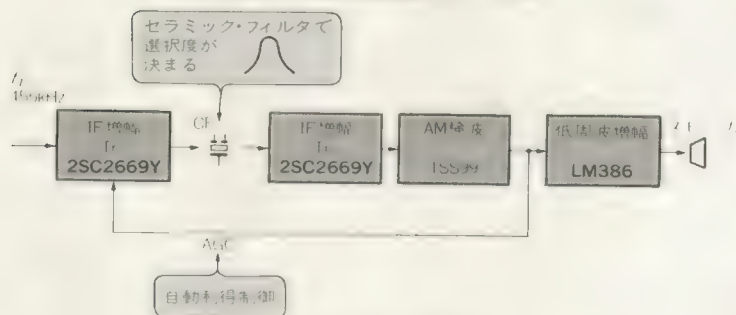 セラミック・フィルタで
選択度が
決まる
IF増幅
Tr
2SC2669Y
CF
IF増幅
Tr
2SC2669Y
AM検波
1SS99
低周波増幅
LM386
AGC
自動利得制御